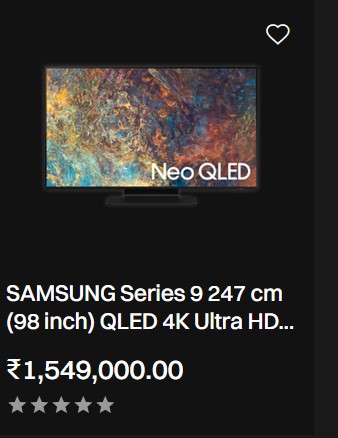 Neo QLED
SAMSUNG Series 9 247 cm
(98 inch) QLED 4K Ultra HD...
₹1,549,000.00